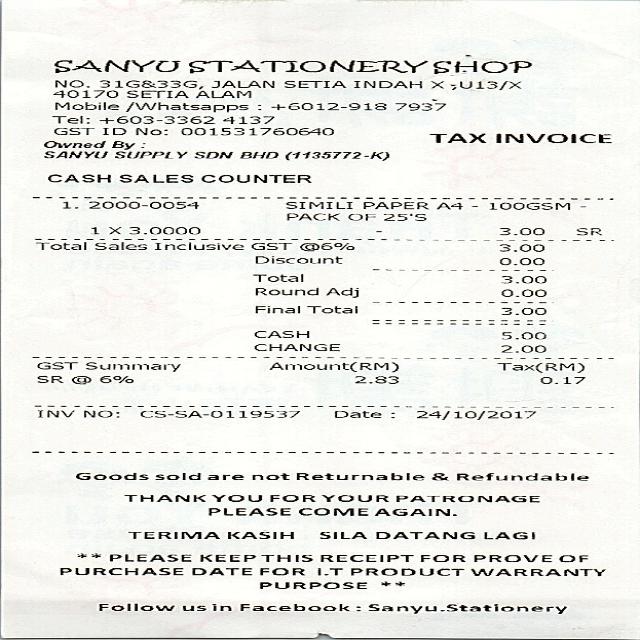 SANYU STATIONERY SHOP
NO. 31G&33G, JALAN SETIA INDAH X ,U13/X
40170 SETIA ALAM
Mobile /Whatsapps : +6012-918 7937
Tel: +603-3362 4137
GST ID No: 001531760640
TAX INVOICE
Owned By :
SANYU SUPPLY SDN BHD (1135772-K)
CASH SALES COUNTER
1. 2000-0054 SIMILI PAPER A4 - 100GSM -
PACK OF 25'S
1 X 3.0000 - 3.00 SR
Total Sales Inclusive GST @6% 3.00
Discount 0.00
Total 3.00
Round Adj 0.00
Final Total 3.00
CASH 5.00
CHANGE 2.00
GST Summary Amount(RM) Tax(RM)
SR @ 6% 2.83 0.17
INV NO: CS-SA-0119537 Date : 24/10/2017
Goods sold are not Returnable & Refundable
THANK YOU FOR YOUR PATRONAGE
PLEASE COME AGAIN.
TERIMA KASIH SILA DATANG LAGI
** PLEASE KEEP THIS RECEIPT FOR PROVE OF
PURCHASE DATE FOR I.T PRODUCT WARRANTY
PURPOSE **
Follow us in Facebook : Sanyu.Stationery